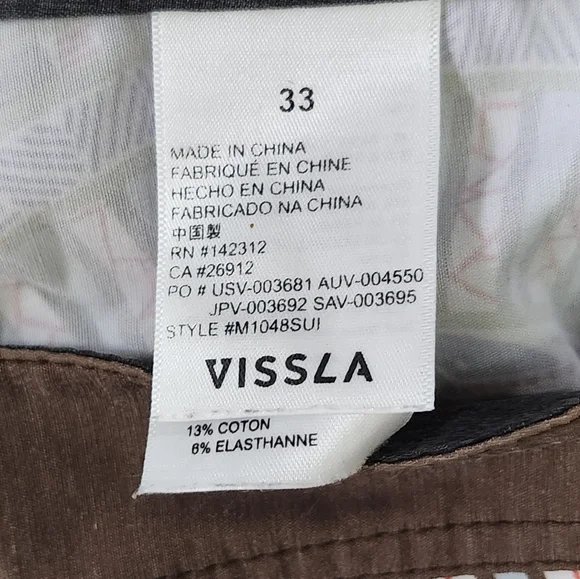 33
MADE IN CHINA
FABRIQUÉ EN CHINE
HECHO EN CHINA
FABRICADO NA CHINA
中国製
RN #142312
CA #26912
PO # USV-003681 AUV-004550
JPV-003692 SAV-003695
STYLE #M1048SUI
VISSLA
13% COTON
6% ELASTHANNE